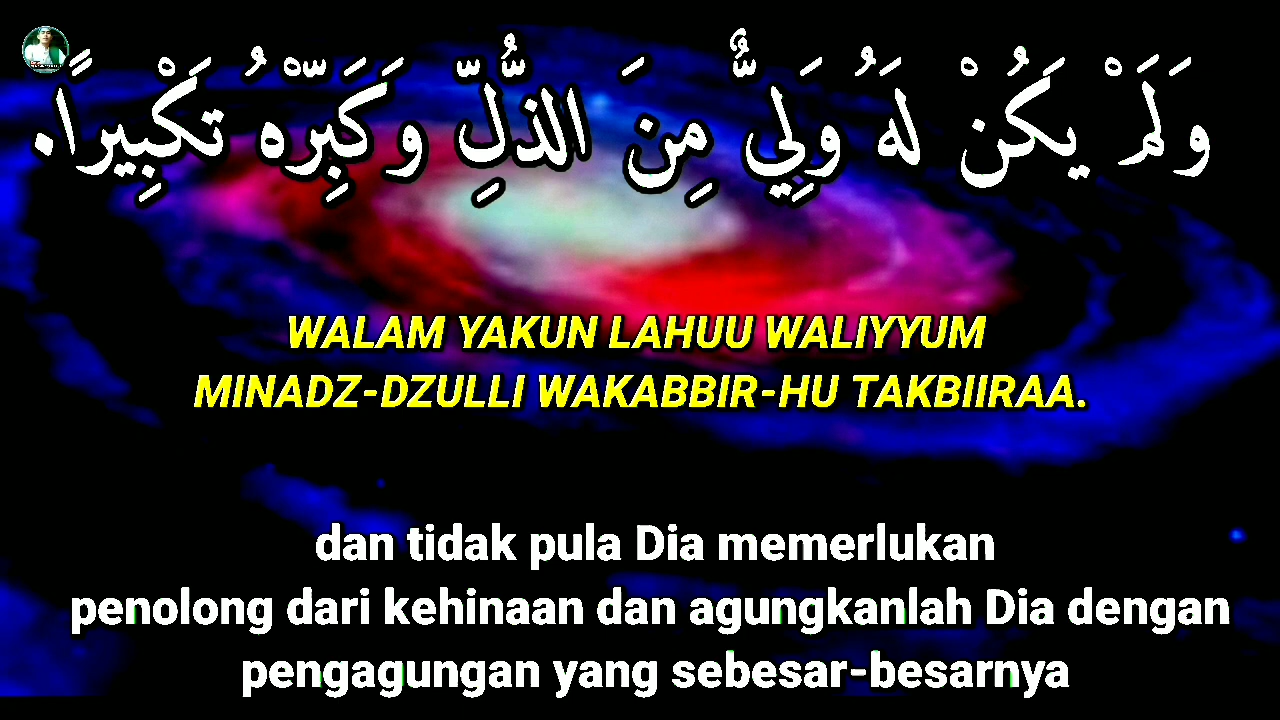 وَلَمْ يَكُنْ لَهُ وَلِيٌّ مِنَ الذُّلِّ وَكَبِّرْهُ تَكْبِيرًا.
WALAM YAKUN LAHUU WALIYYUM
MINADZ-DZULLI WAKABBIR-HU TAKBIIRAA.
dan tidak pula Dia memerlukan
penolong dari kehinaan dan agungkanlah Dia dengan
pengagungan yang sebesar-besarnya